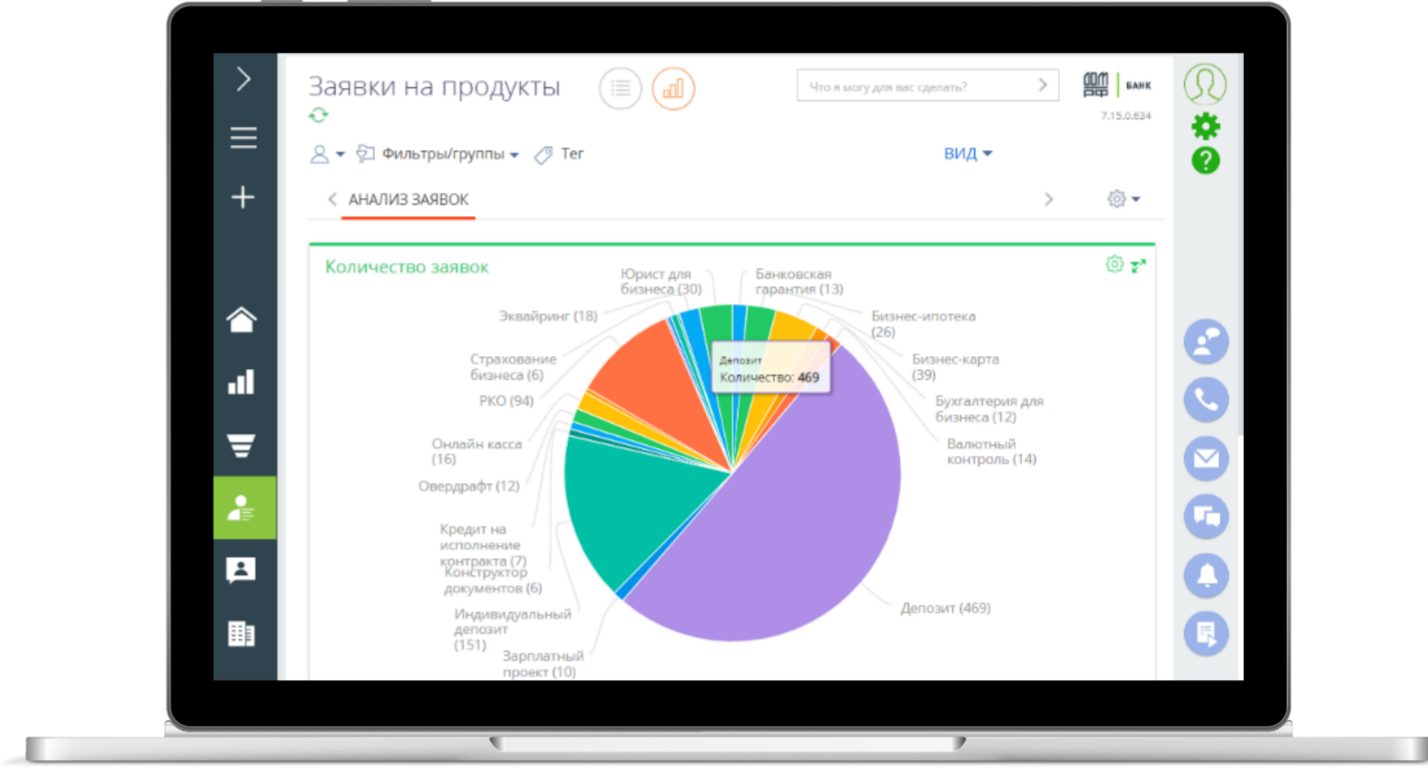 Заявки на продукты
Что я могу для вас сделать?
ДОМ
РФ
БАНК
7.15.0.634
Фильтры/группы
Тег
ВИД
АНАЛИЗ ЗАЯВОК
Количество заявок
Юрист для
бизнеса (30)
Банковская
гарантия (13)
Эквайринг (18)
Бизнес-ипотека
(26)
Страхование
бизнеса (6)
Депозит
Количество: 469
Бизнес-карта
(39)
РКО (94)
Бухгалтерия для
бизнеса (12)
Онлайн касса
(16)
Валютный
контроль (14)
Овердрафт (12)
Кредит на
исполнение
контракта (7)
Конструктор
документов (6)
Индивидуальный
депозит
(151)
Депозит (469)
Зарплатный
проект (10)